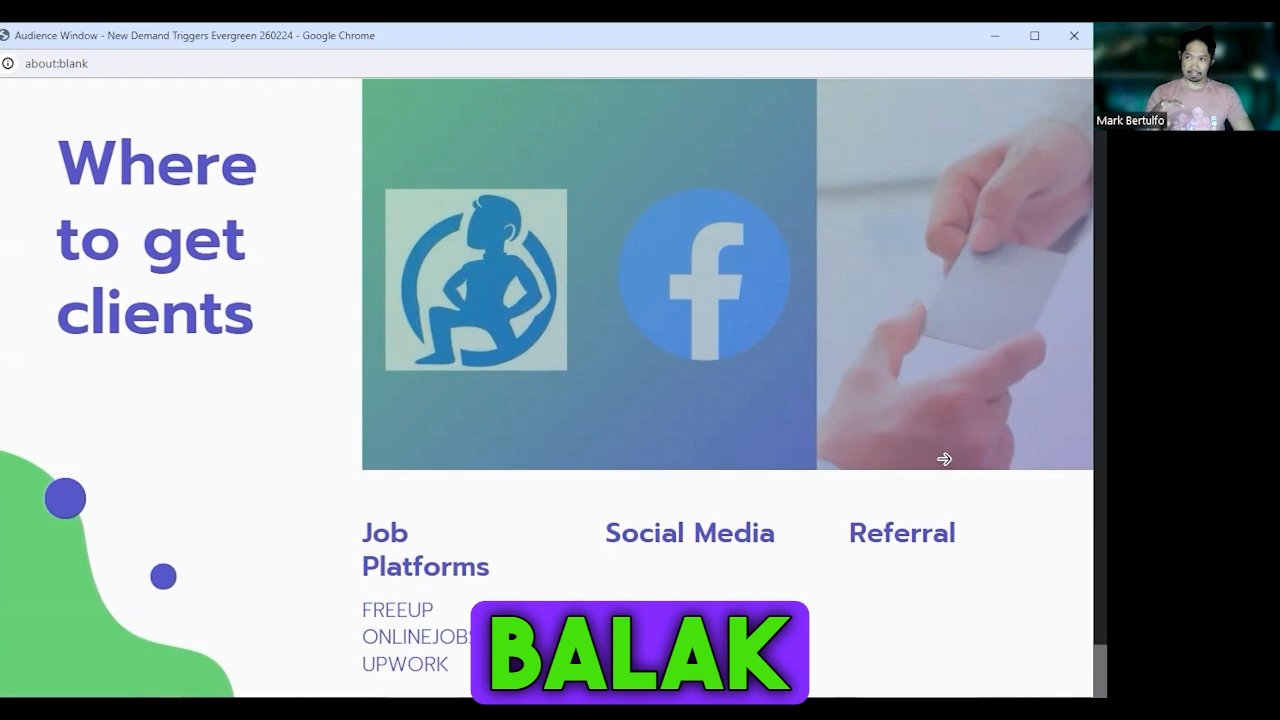 Audience Window - New Demand Triggers Evergreen 260224 - Google Chrome
about:blank
Mark Bertulfo
Where
to get
clients
Job
Platforms
FREEUP
ONLINEJOBS
UPWORK
Social Media
Referral
BALAK